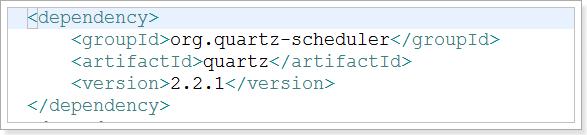 <dependency>
<groupId>org.quartz-scheduler</groupId>
<artifactId>quartz</artifactId>
<version>2.2.1</version>
</dependency>